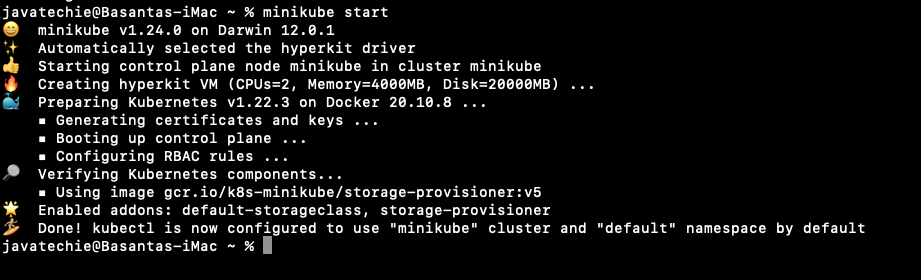 javatechie@Basantas-iMac ~ % minikube start
😄 minikube v1.24.0 on Darwin 12.0.1
✨ Automatically selected the hyperkit driver
👍 Starting control plane node minikube in cluster minikube
🔥 Creating hyperkit VM (CPUs=2, Memory=4000MB, Disk=20000MB) ...
🐳 Preparing Kubernetes v1.22.3 on Docker 20.10.8 ...
▪ Generating certificates and keys ...
▪ Booting up control plane ...
▪ Configuring RBAC rules ...
🔎 Verifying Kubernetes components...
▪ Using image gcr.io/k8s-minikube/storage-provisioner:v5
🌟 Enabled addons: default-storageclass, storage-provisioner
🏄 Done! kubectl is now configured to use "minikube" cluster and "default" namespace by default
javatechie@Basantas-iMac ~ %